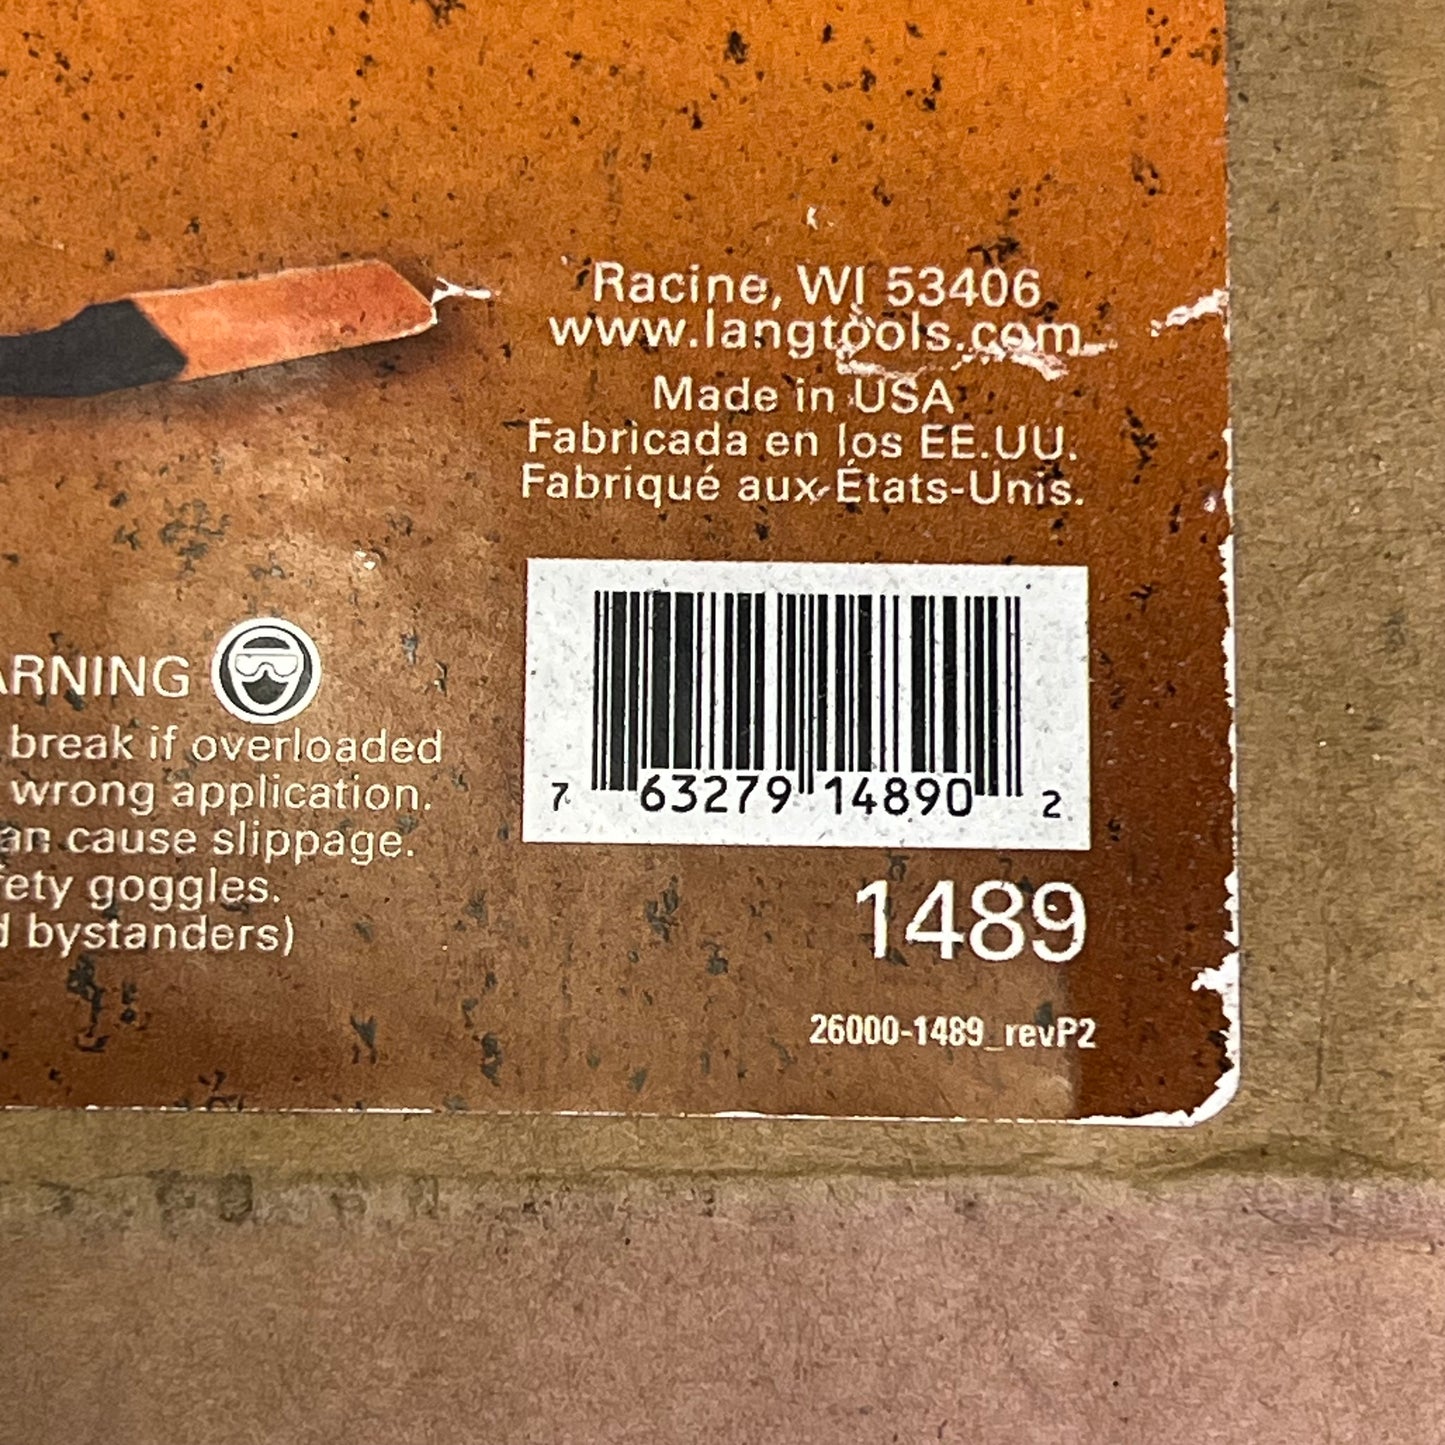 Racine, WI 53406
www.langtools.com
Made in USA
Fabricada en los EE.UU.
Fabriqué aux États-Unis.
ARNING
break if overloaded
wrong application.
an cause slippage.
fety goggles.
d bystanders)
7 63279 14890 2
1489
26000-1489_revP2